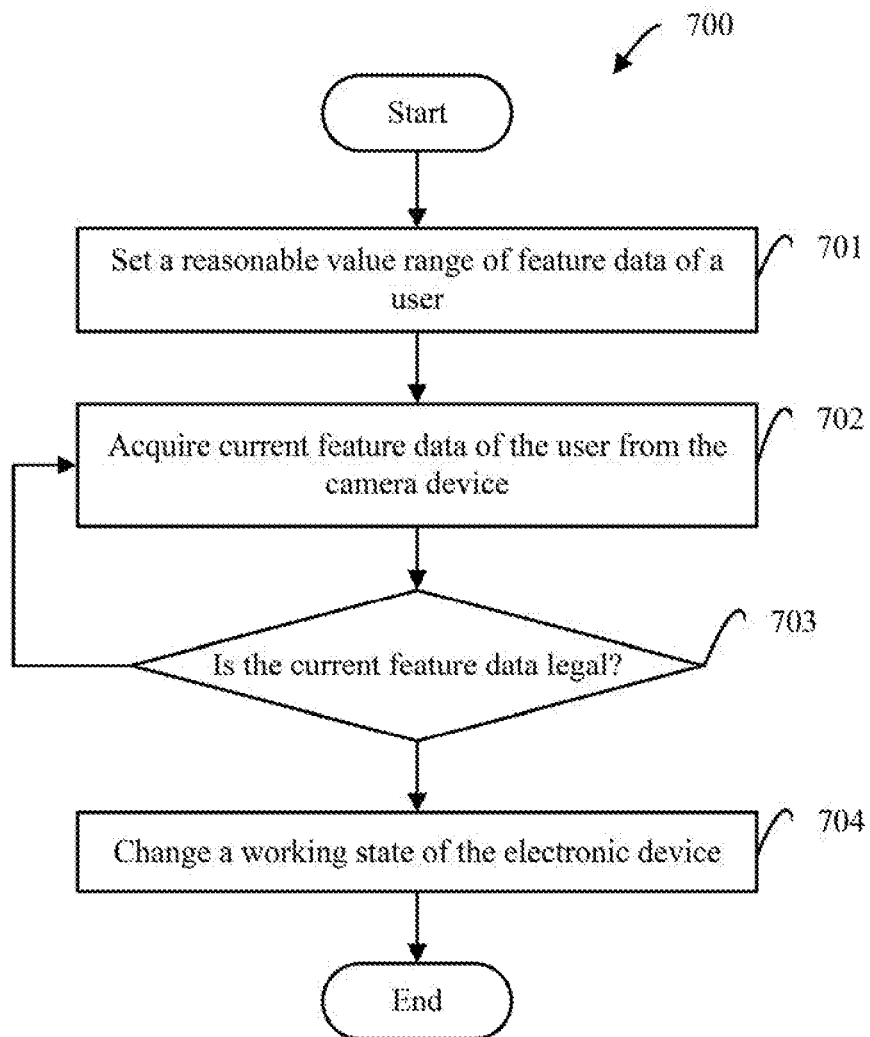 700
Start
Set a reasonable value range of feature data of a
user
701
Acquire current feature data of the user from the
camera device
702
Is the current feature data legal?
703
Change a working state of the electronic device
704
End